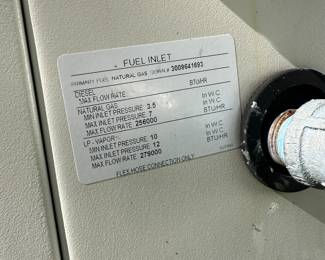 FUEL INLET
PRIMARY FUEL NATURAL GAS SERIAL# 3009641693
DIESEL
MAX FLOW RATE BTU/HR
NATURAL GAS
MIN INLET PRESSURE 3.5 In W.C.
MAX INLET PRESSURE 7 In W.C.
MAX FLOW RATE 256000 BTU/HR
LP - VAPOR-
MIN INLET PRESSURE 10 In W.C.
MAX INLET PRESSURE 12 In W.C.
MAX FLOW RATE 279000 BTU/HR
FLEX HOSE CONNECTION ONLY